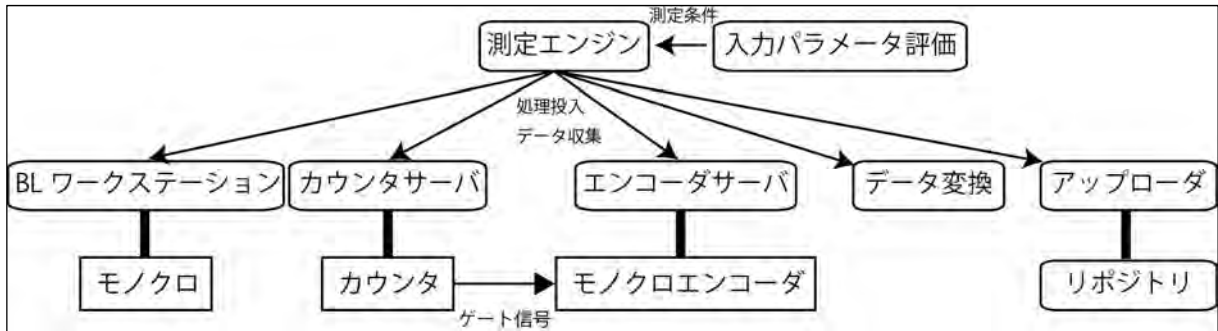 測定条件
測定エンジン
入力パラメータ評価
処理投入
データ収集
BL ワークステーション
カウンタサーバ
エンコーダサーバ
データ変換
アップローダ
モノクロ
カウンタ
モノクロエンコーダ
リポジトリ
ゲート信号